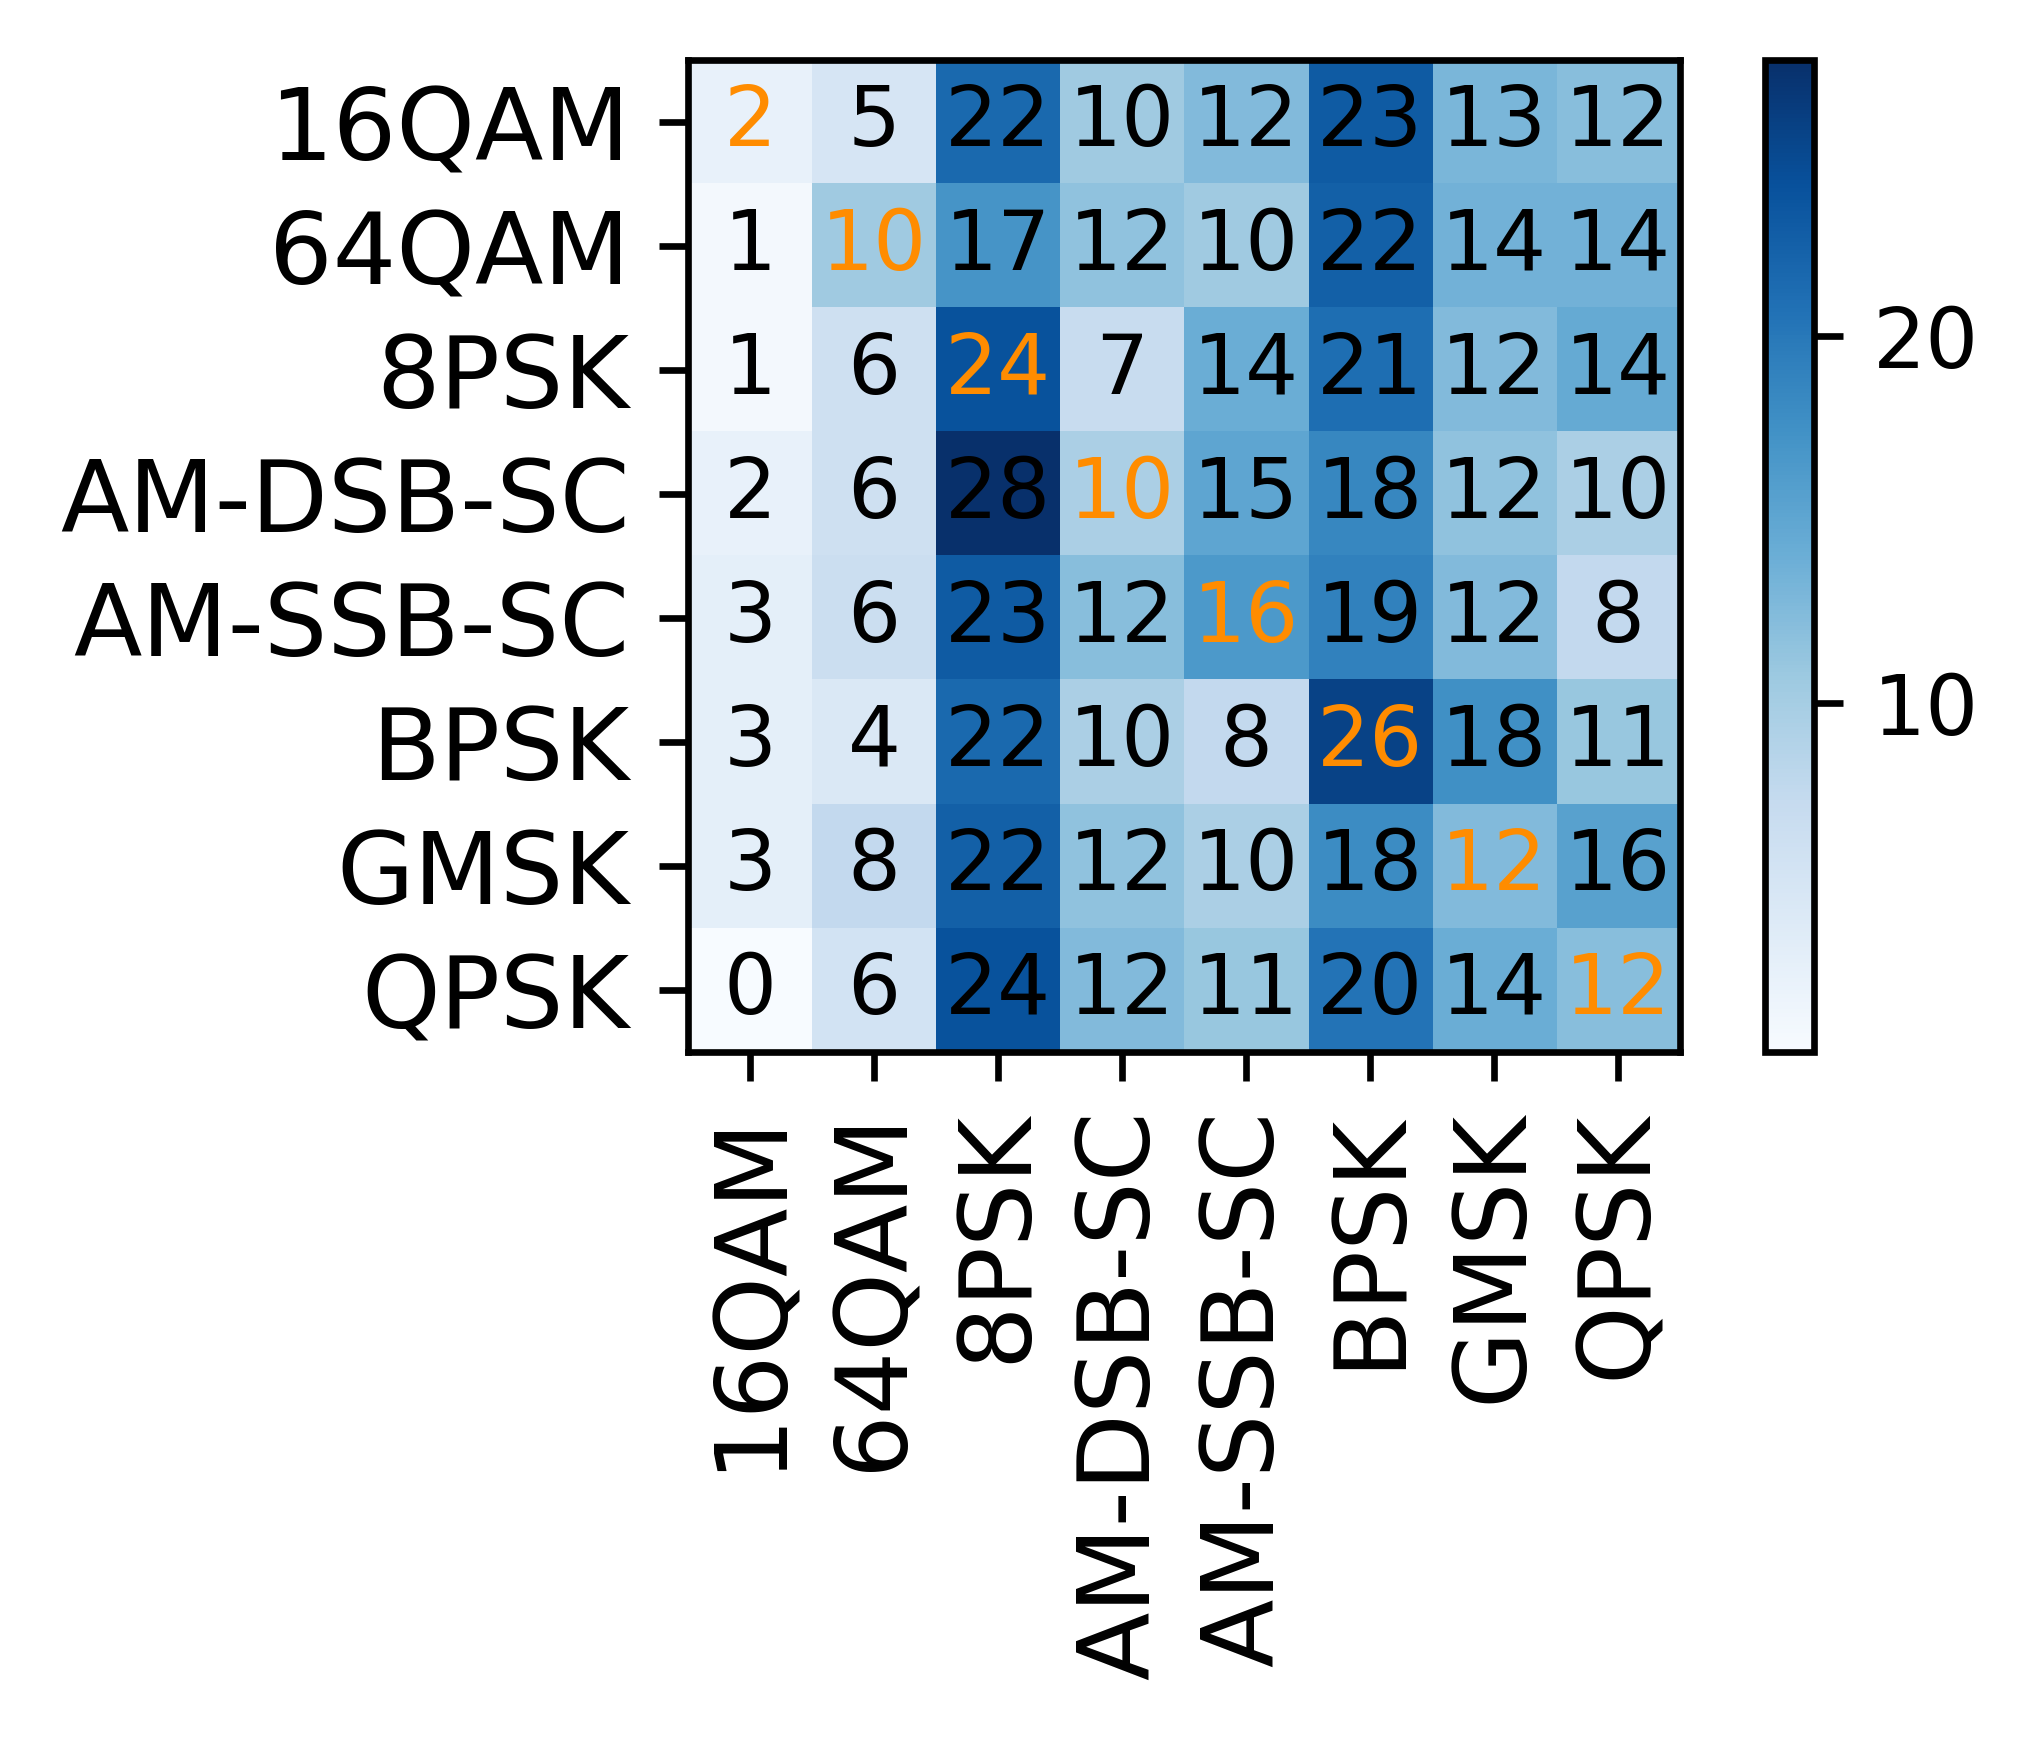 16QAM 2 5 22 10 12 23 13 12
64QAM 1 10 17 12 10 22 14 14
8PSK 1 6 24 7 14 21 12 14
AM-DSB-SC 2 6 28 10 15 18 12 10
AM-SSB-SC 3 6 23 12 16 19 12 8
BPSK 3 4 22 10 8 26 18 11
GMSK 3 8 22 12 10 18 12 16
QPSK 0 6 24 12 11 20 14 12
16QAM
64QAM
8PSK
AM-DSB-SC
AM-SSB-SC
BPSK
GMSK
QPSK
20
10